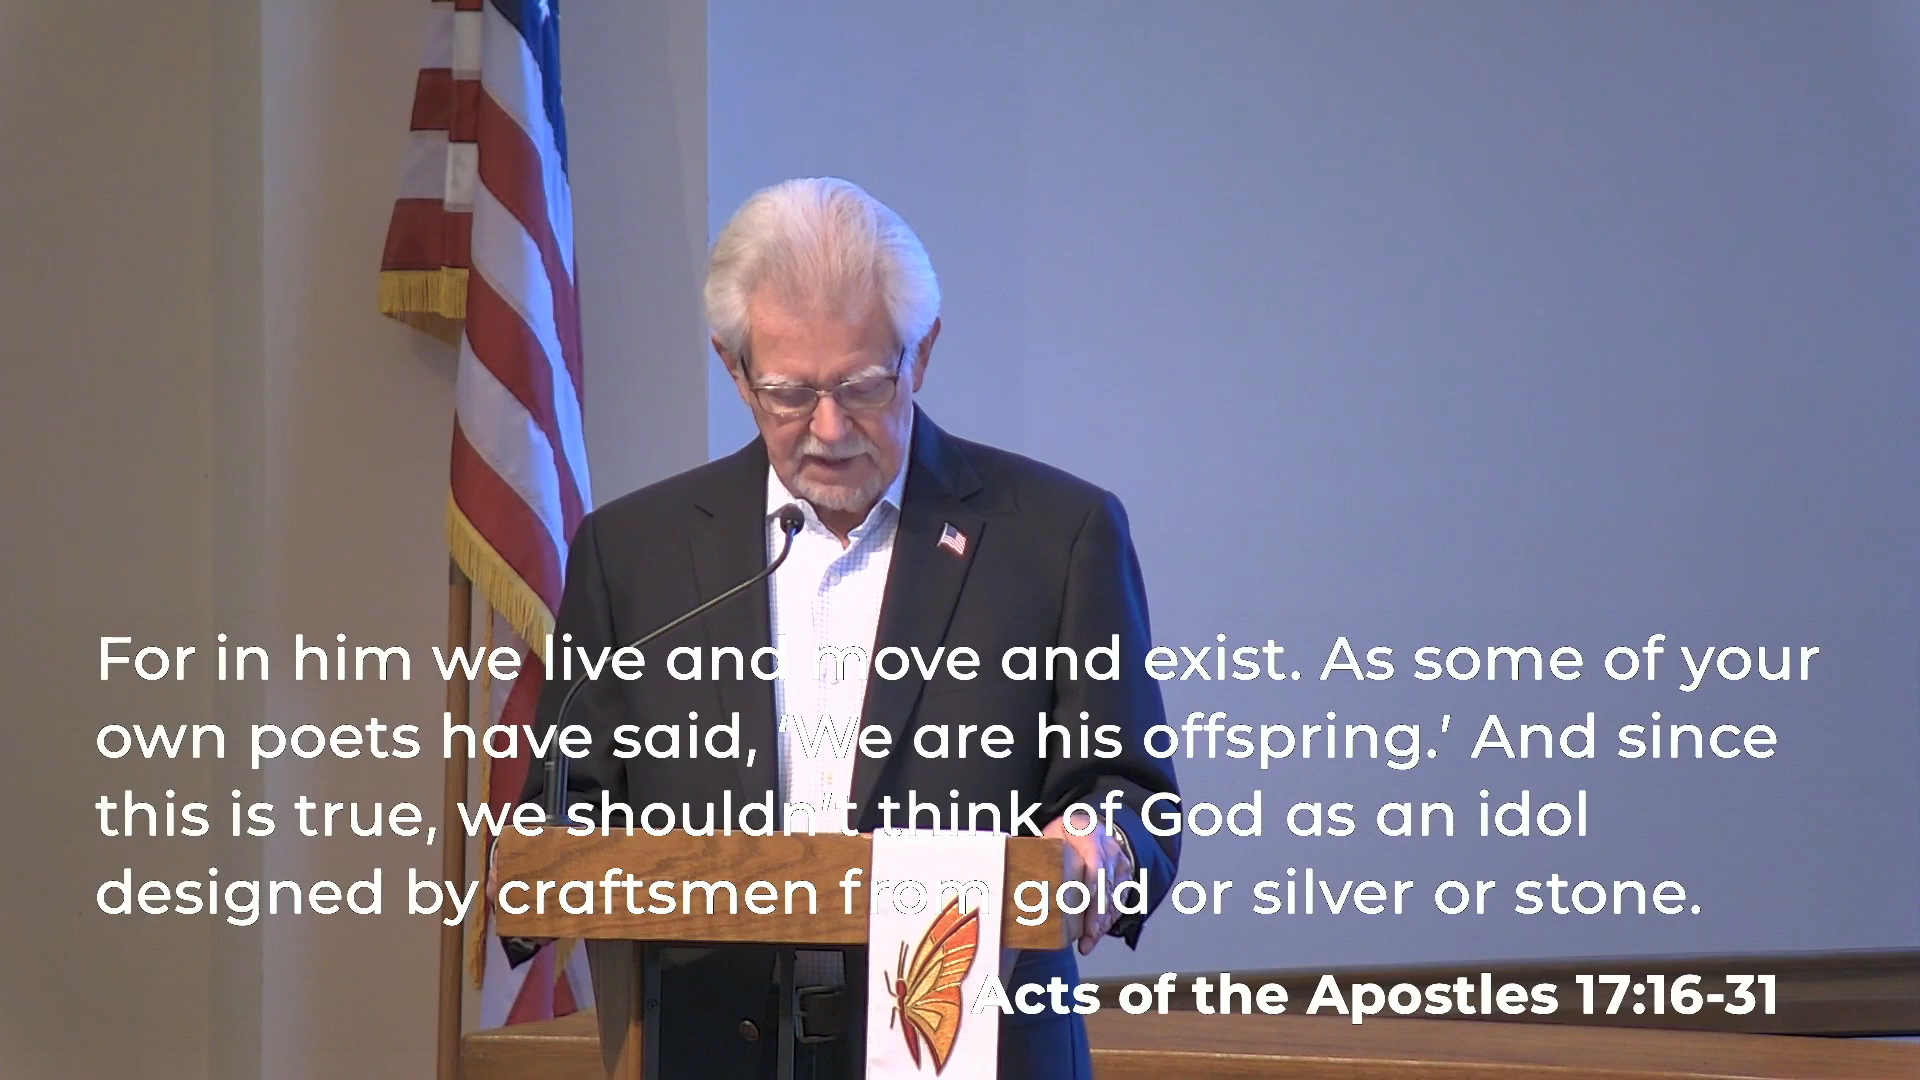 For in him we live and move and exist. As some of your
own poets have said, ‘We are his offspring.’ And since
this is true, we shouldn’t think of God as an idol
designed by craftsmen from gold or silver or stone.
Acts of the Apostles 17:16-31